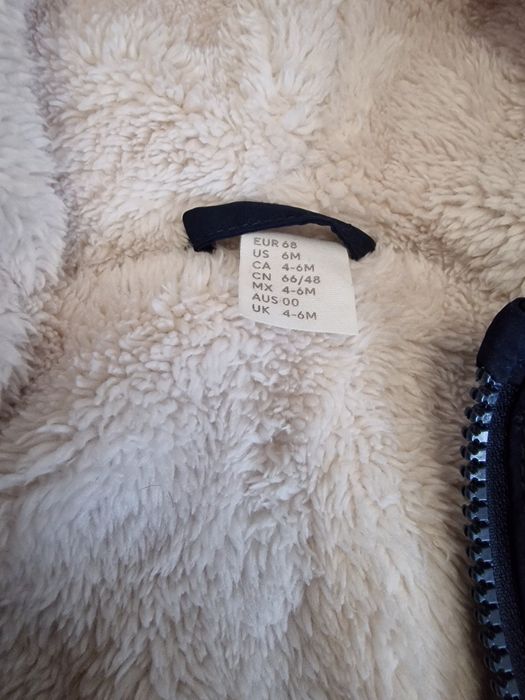 EUR 68
US 6M
CA 4-6M
CN 66/48
MX 4-6M
AUS 00
UK 4-6M